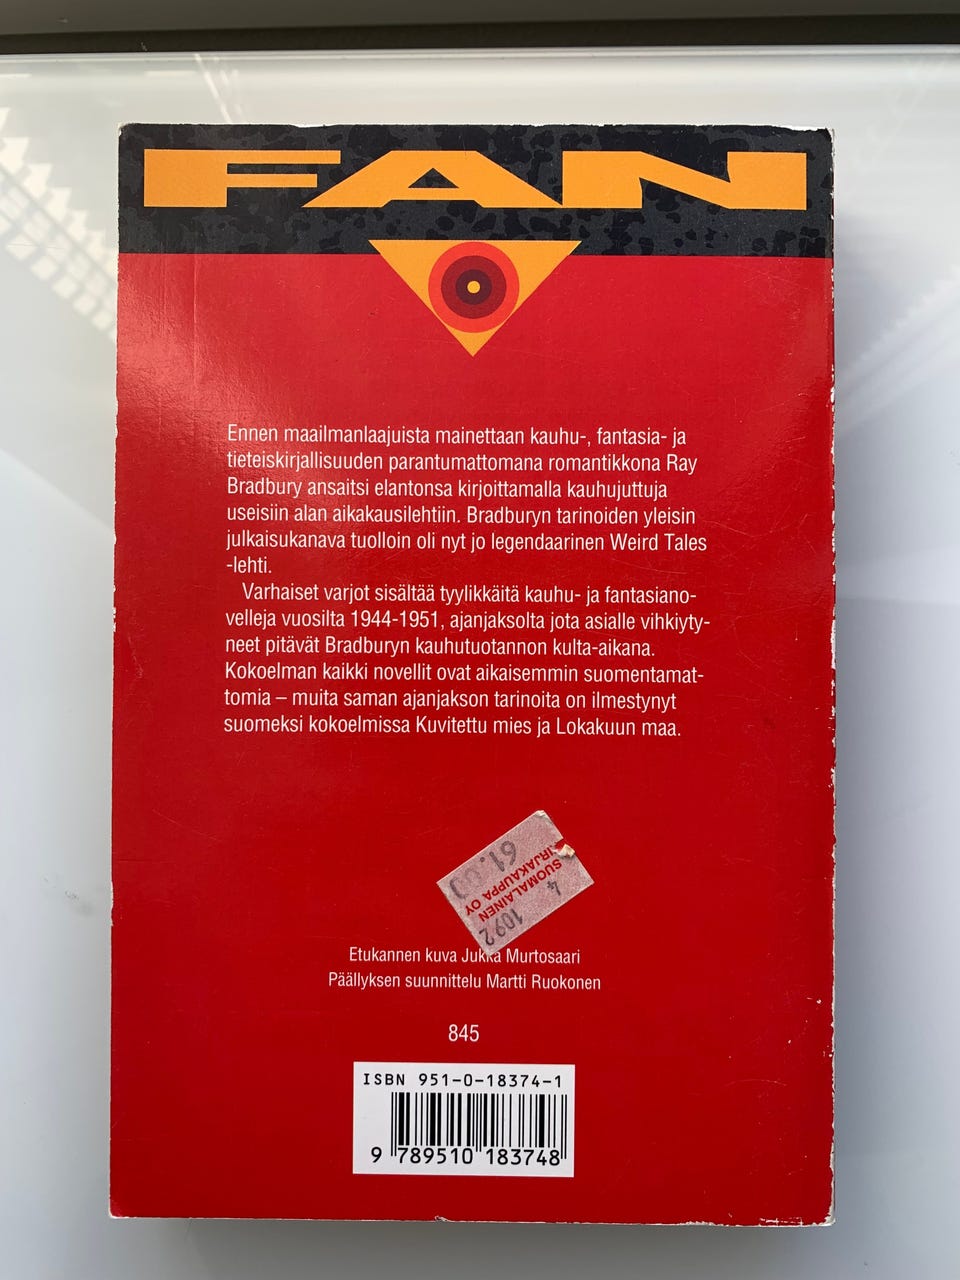 FAN
Ennen maailmanlaajuista mainettaan kauhu-, fantasia- ja
tieteiskirjallisuuden parantumattomana romantikkona Ray
Bradbury ansaitsi elantonsa kirjoittamalla kauhujuttuja
useisiin alan aikakausilehtiin. Bradburyn tarinoiden yleisin
julkaisukanava tuolloin oli nyt jo legendaarinen Weird Tales
-lehti.
Varhaiset varjot sisältää tyylikkäitä kauhu- ja fantasiano-
velleja vuosilta 1944-1951, ajanjaksolta jota asialle vihkiyty-
neet pitävät Bradburyn kauhutuotannon kulta-aikana.
Kokoelman kaikki novellit ovat aikaisemmin suomentamat-
tomia – muita saman ajanjakson tarinoita on ilmestynyt
suomeksi kokoelmissa Kuvitettu mies ja Lokakuun maa.
1092
4
SUOMALAINEN
KIRJAKAUPPA OY
Etukannen kuva Jukka Murtosaari
Päällyksen suunnittelu Martti Ruokonen
845
ISBN 951-0-18374-1
9 789510 183748